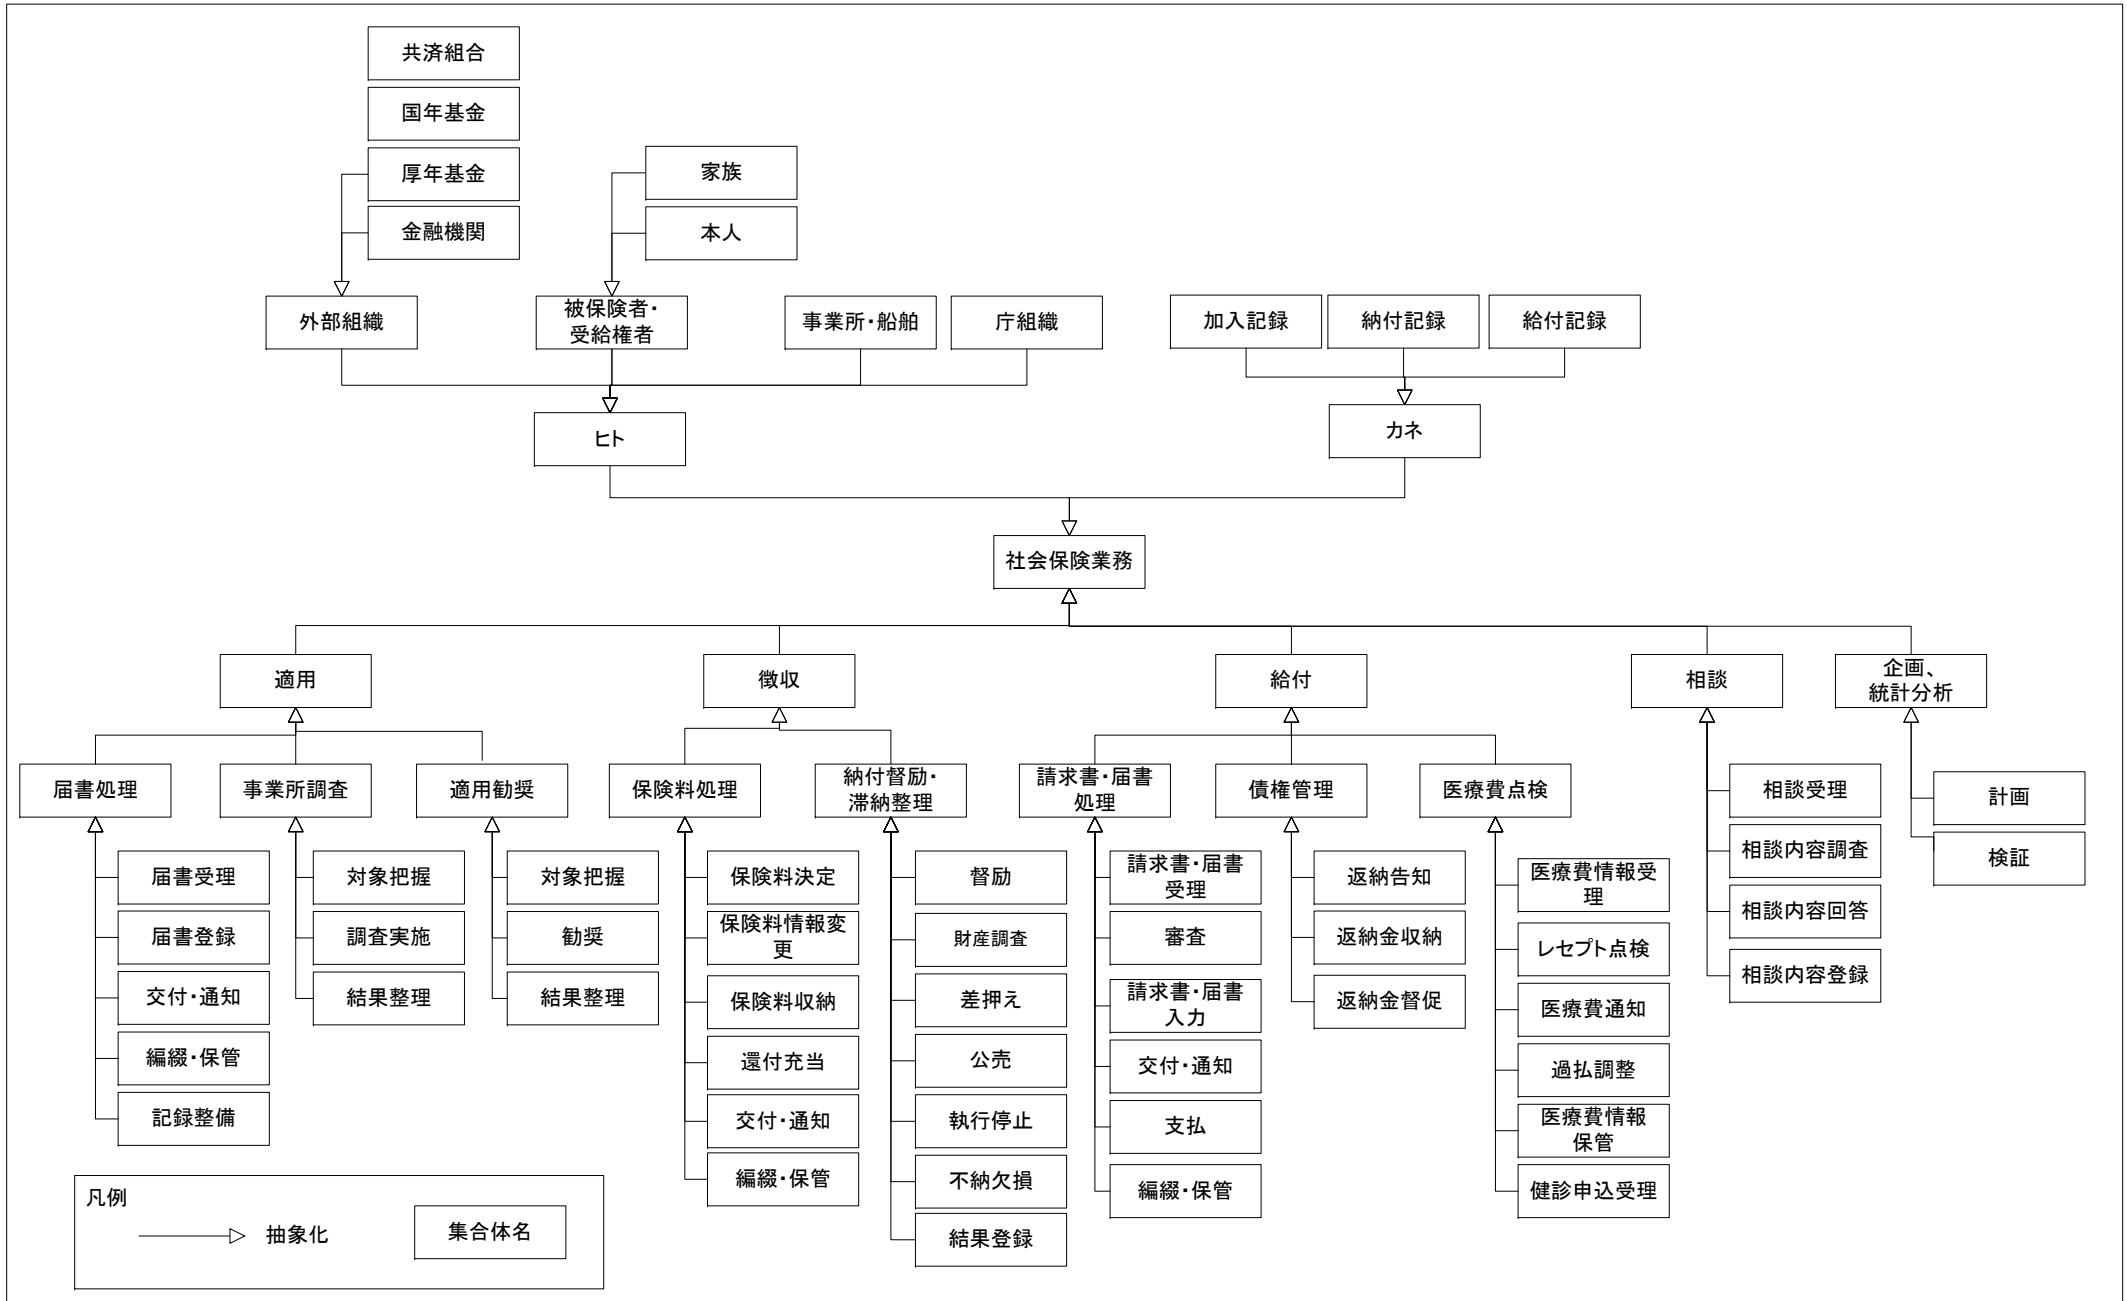 共済組合
国年基金
厚年基金
金融機関
家族
本人
外部組織
被保険者・
受給権者
事業所・船舶
庁組織
加入記録
納付記録
給付記録
ヒト
カネ
社会保険業務
適用
徴収
給付
相談
企画、
統計分析
届書処理
事業所調査
適用勧奨
保険料処理
納付督励・
滞納整理
請求書・届書
処理
債権管理
医療費点検
届書受理
届書登録
交付・通知
編綴・保管
記録整備
対象把握
調査実施
結果整理
対象把握
勧奨
結果整理
保険料決定
保険料情報変
更
保険料収納
還付充当
交付・通知
編綴・保管
督励
財産調査
差押え
公売
執行停止
不納欠損
結果登録
請求書・届書
受理
審査
請求書・届書
入力
交付・通知
支払
編綴・保管
返納告知
返納金収納
返納金督促
医療費情報受
理
レセプト点検
医療費通知
過払調整
医療費情報
保管
健診申込受理
相談受理
相談内容調査
相談内容回答
相談内容登録
計画
検証
凡例
抽象化
集合体名